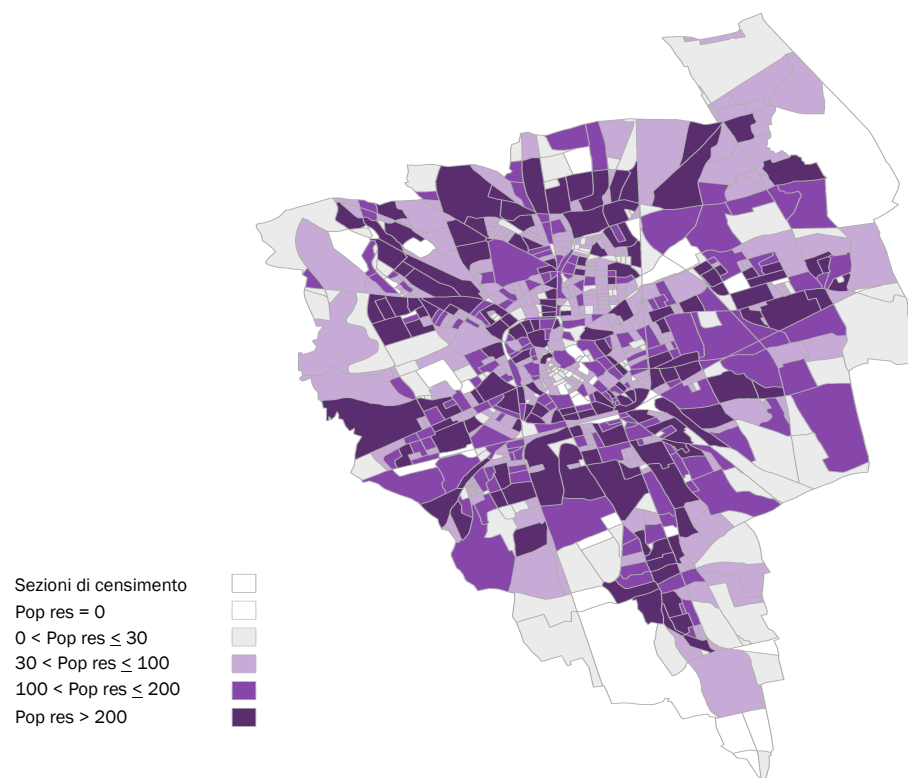 Sezioni di censimento
Pop res = 0
0 < Pop res ≤ 30
30 < Pop res ≤ 100
100 < Pop res ≤ 200
Pop res > 200